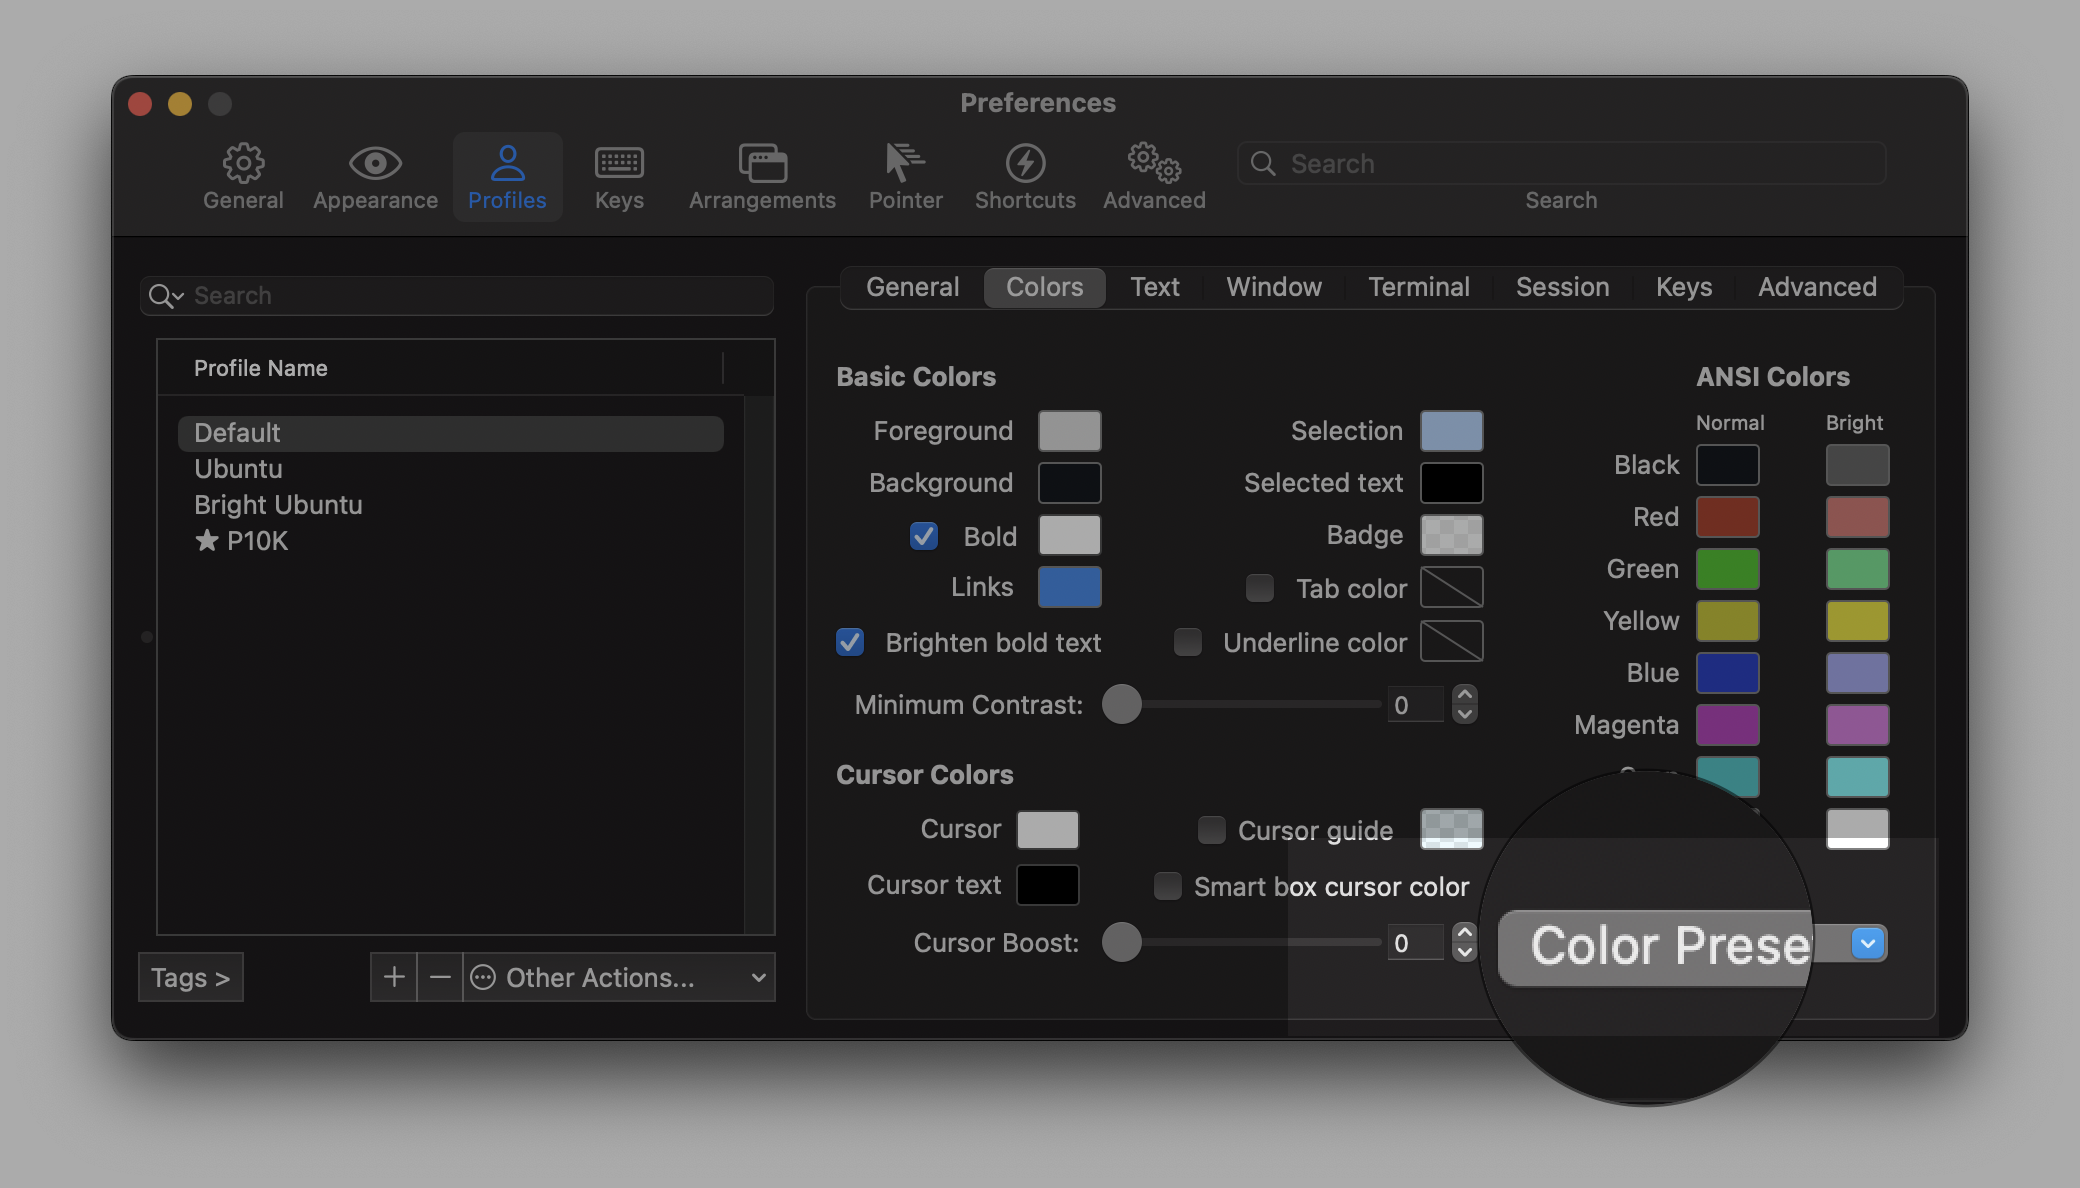 Preferences
General Appearance Profiles Keys Arrangements Pointer Shortcuts Advanced
Search
Search
Search
Profile Name
Default
Ubuntu
Bright Ubuntu
★ P10K
Tags >
+ − Other Actions...
General Colors Text Window Terminal Session Keys Advanced
Basic Colors
Foreground
Background
Bold
Links
Brighten bold text
Minimum Contrast:
Selection
Selected text
Badge
Tab color
Underline color
0
Cursor Colors
Cursor
Cursor text
Cursor Boost:
Cursor guide
Smart box cursor color
0
ANSI Colors
Normal Bright
Black
Red
Green
Yellow
Blue
Magenta
Color Prese